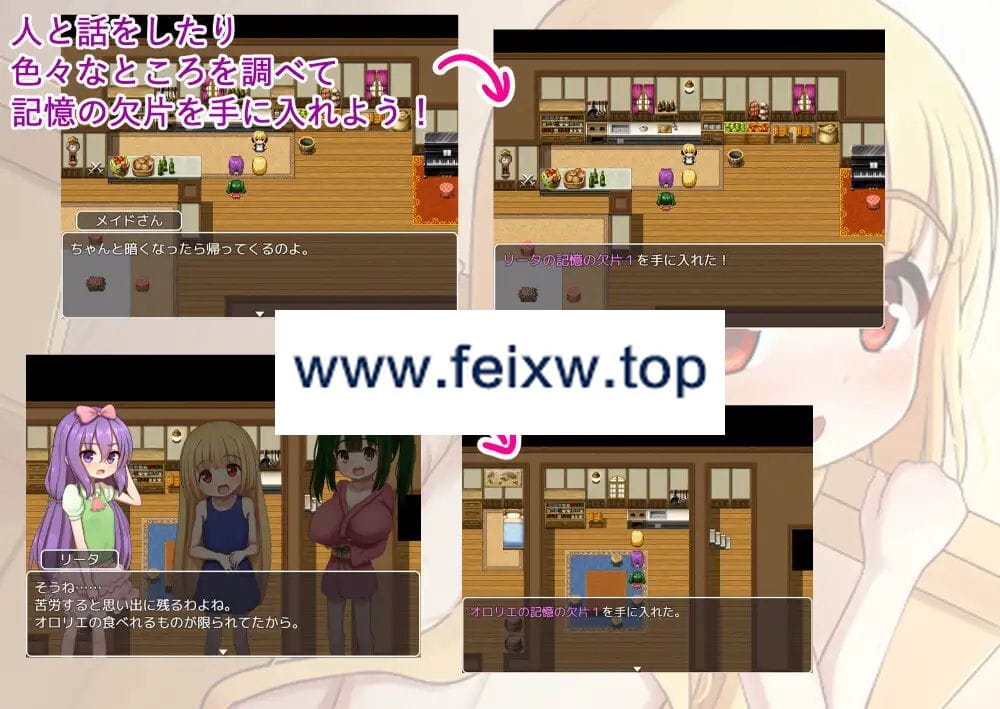 人と話をしたり
色々なところを調べて
記憶の欠片を手に入れよう！
メイドさん
ちゃんと暗くなったら帰ってくるのよ。
リータの記憶の欠片１を手に入れた！
www.feixw.top
リータ
そうね……
苦労すると思い出に残るわよね。
オロリエの食べれるものが限られてたから。
オロリエの記憶の欠片１を手に入れた。